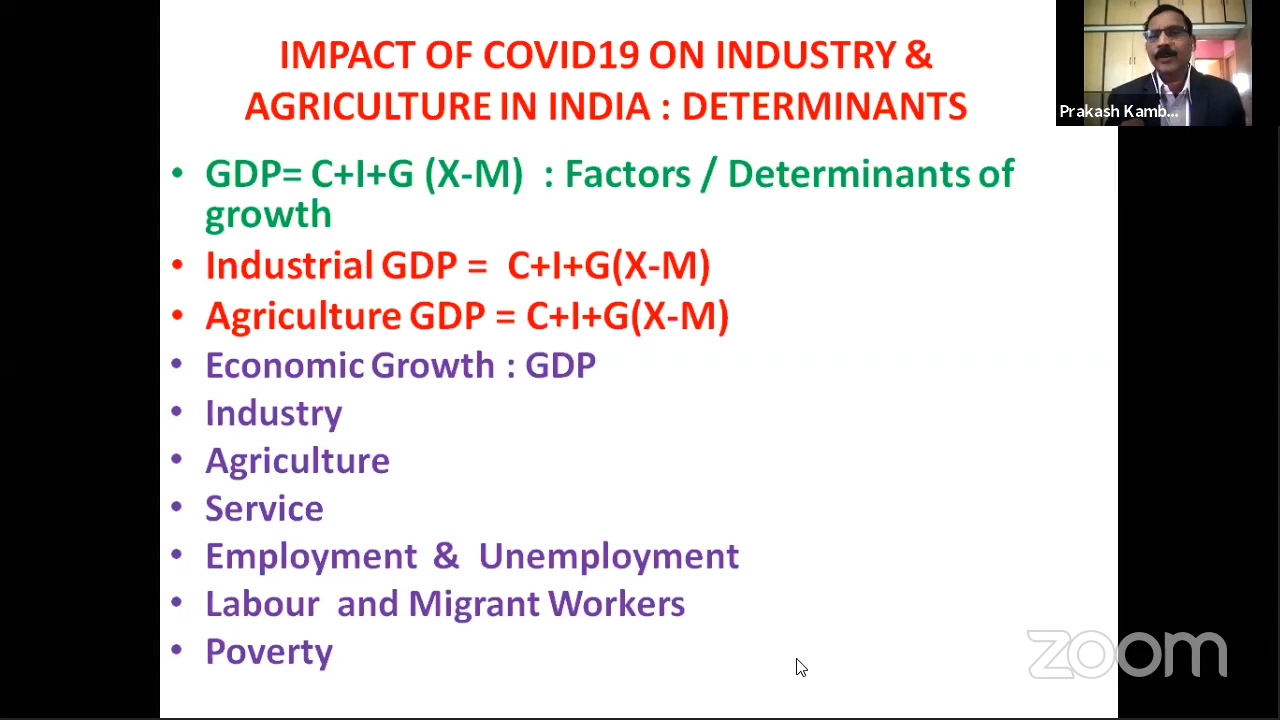 IMPACT OF COVID19 ON INDUSTRY &
AGRICULTURE IN INDIA : DETERMINANTS
Prakash Kamb...
• GDP= C+I+G (X-M) : Factors / Determinants of
growth
• Industrial GDP = C+I+G(X-M)
• Agriculture GDP = C+I+G(X-M)
• Economic Growth : GDP
• Industry
• Agriculture
• Service
• Employment & Unemployment
• Labour and Migrant Workers
• Poverty
zoom